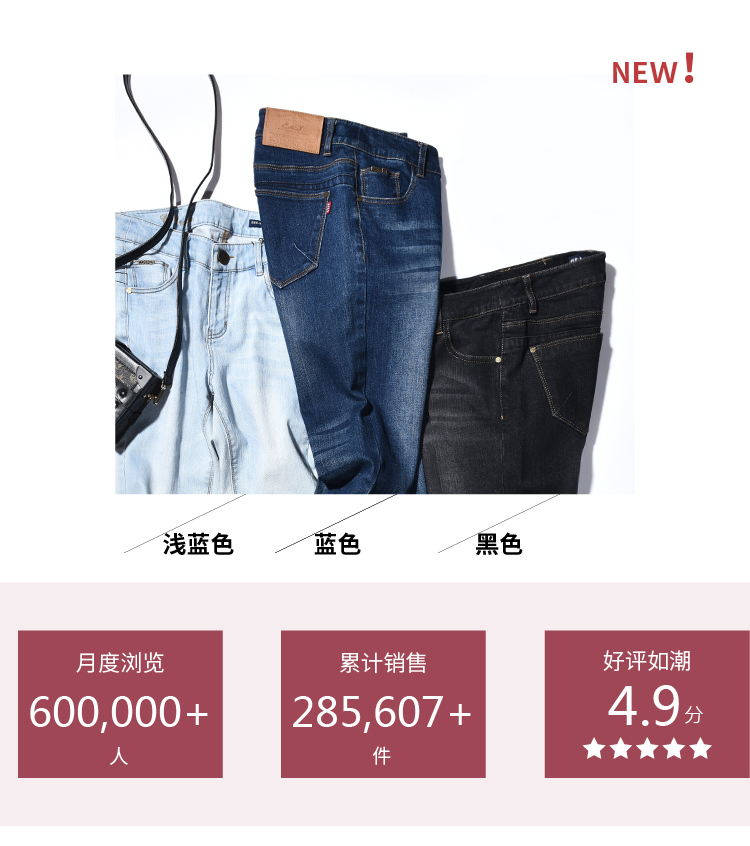 NEW!
浅蓝色
蓝色
黑色
月度浏览
600,000+
人
累计销售
285,607+
件
好评如潮
4.9分